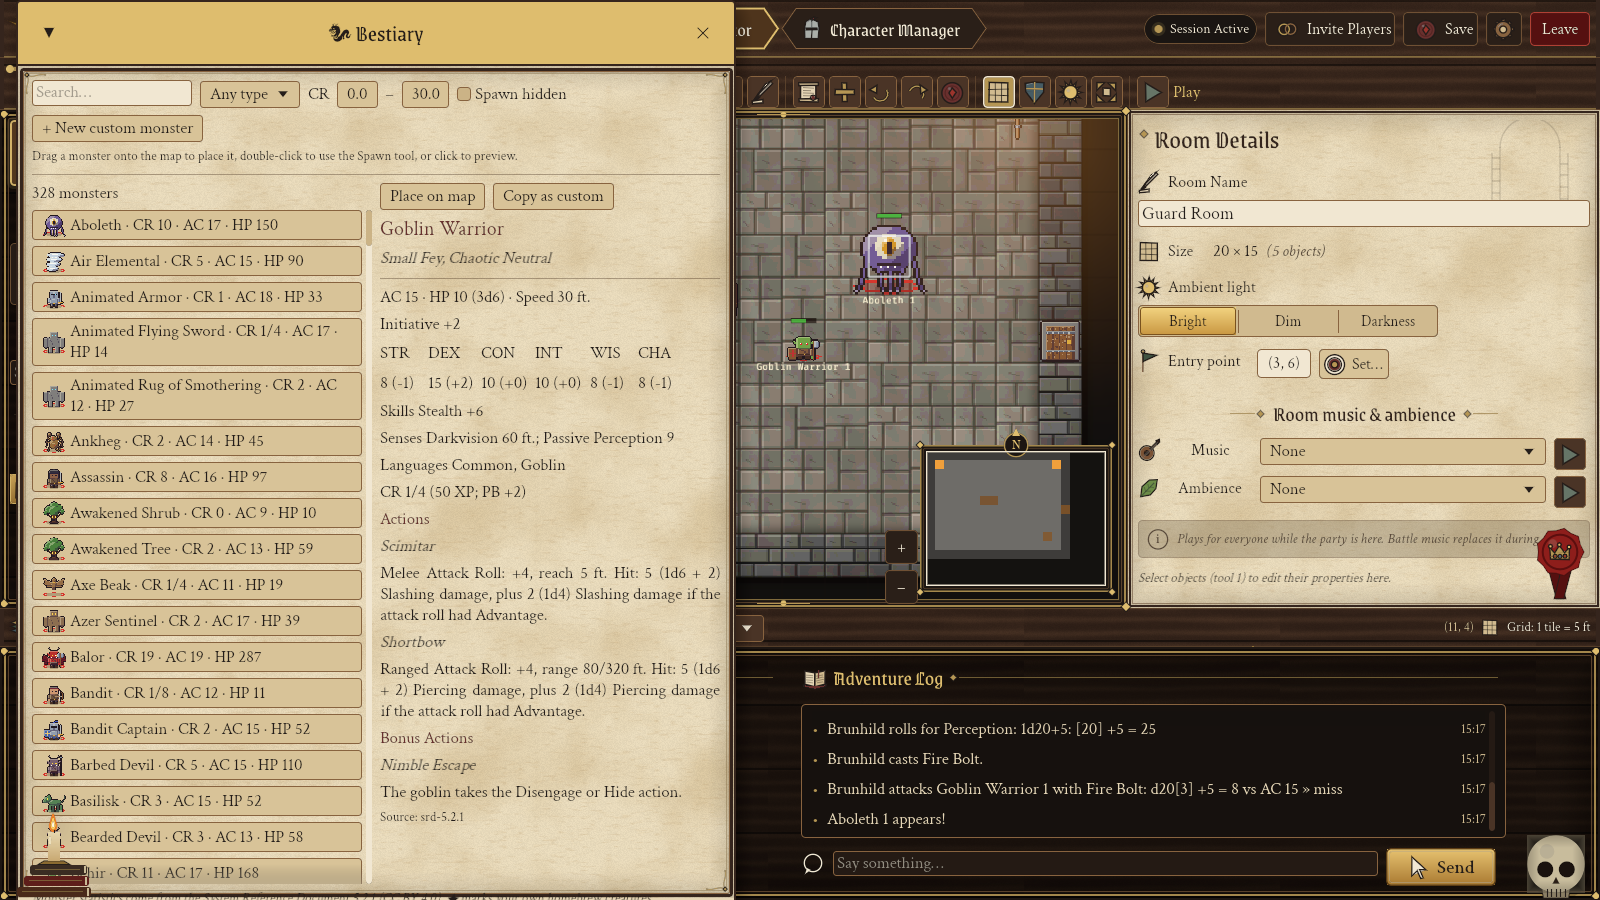 ▼ Bestiary ×
or
Character Manager
Session Active
Invite Players
Save
Leave
Search...
Any type
CR 0.0 – 30.0
Spawn hidden
+ New custom monster
Drag a monster onto the map to place it, double-click to use the Spawn tool, or click to preview.
328 monsters
Aboleth · CR 10 · AC 17 · HP 150
Air Elemental · CR 5 · AC 15 · HP 90
Animated Armor · CR 1 · AC 18 · HP 33
Animated Flying Sword · CR 1/4 · AC 17 ·
HP 14
Animated Rug of Smothering · CR 2 · AC
12 · HP 27
Ankheg · CR 2 · AC 14 · HP 45
Assassin · CR 8 · AC 16 · HP 97
Awakened Shrub · CR 0 · AC 9 · HP 10
Awakened Tree · CR 2 · AC 13 · HP 59
Axe Beak · CR 1/4 · AC 11 · HP 19
Azer Sentinel · CR 2 · AC 17 · HP 39
Balor · CR 19 · AC 19 · HP 287
Bandit · CR 1/8 · AC 12 · HP 11
Bandit Captain · CR 2 · AC 15 · HP 52
Barbed Devil · CR 5 · AC 15 · HP 110
Basilisk · CR 3 · AC 15 · HP 52
Bearded Devil · CR 3 · AC 13 · HP 58
· CR 11 · AC 17 · HP 168
Place on map
Copy as custom
Goblin Warrior
Small Fey, Chaotic Neutral
AC 15 · HP 10 (3d6) · Speed 30 ft.
Initiative +2
STR DEX CON INT WIS CHA
8 (-1) 15 (+2) 10 (+0) 10 (+0) 8 (-1) 8 (-1)
Skills Stealth +6
Senses Darkvision 60 ft.; Passive Perception 9
Languages Common, Goblin
CR 1/4 (50 XP; PB +2)
Actions
Scimitar
Melee Attack Roll: +4, reach 5 ft. Hit: 5 (1d6 + 2)
Slashing damage, plus 2 (1d4) Slashing damage if the
attack roll had Advantage.
Shortbow
Ranged Attack Roll: +4, range 80/320 ft. Hit: 5 (1d6
+ 2) Piercing damage, plus 2 (1d4) Piercing damage
if the attack roll had Advantage.
Bonus Actions
Nimble Escape
The goblin takes the Disengage or Hide action.
Source: srd-5.2.1
Play
Aboleth 1
Goblin Warrior 1
N
+
−
Room Details
Room Name
Guard Room
Size 20 × 15 (5 objects)
Ambient light
Bright Dim Darkness
Entry point (3, 6) Set...
Room music & ambience
Music None
Ambience None
Plays for everyone while the party is here. Battle music replaces it during
Select objects (tool 1) to edit their properties here.
(11, 4) Grid: 1 tile = 5 ft
Adventure Log
Brunhild rolls for Perception: 1d20+5: [20] +5 = 25 15:17
Brunhild casts Fire Bolt. 15:17
Brunhild attacks Goblin Warrior 1 with Fire Bolt: d20[3] +5 = 8 vs AC 15 » miss 15:17
Aboleth 1 appears! 15:17
Say something...
Send